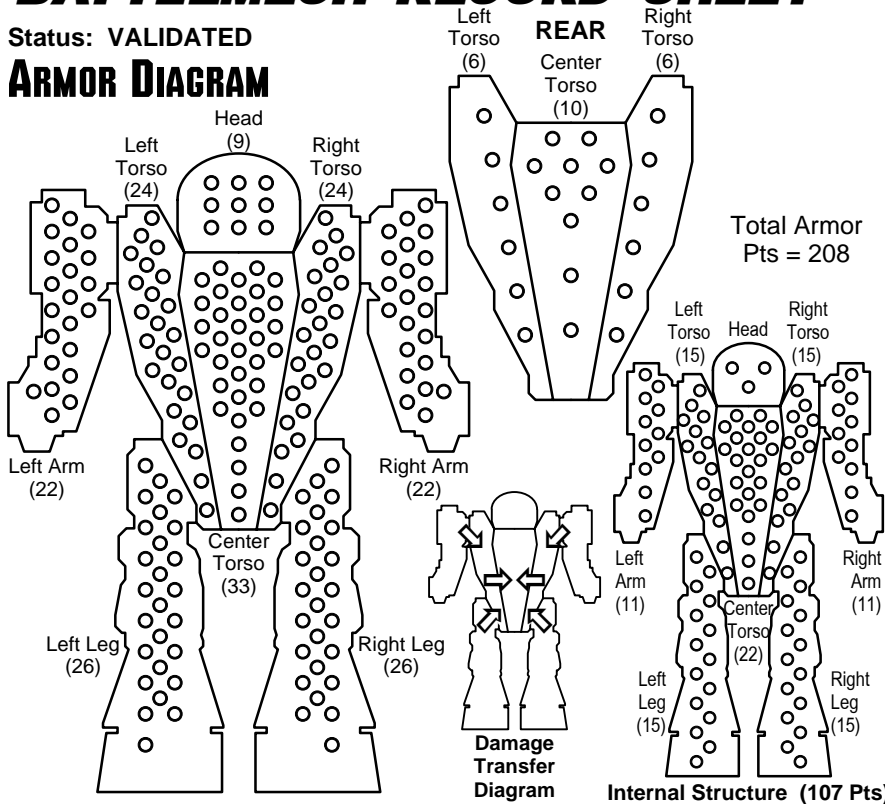 BATTLEMECH RECORD SHEET
Status: VALIDATED
ARMOR DIAGRAM
Head
(9)
Left
Torso
(24)
Right
Torso
(24)
Left Arm
(22)
Right Arm
(22)
Center
Torso
(33)
Left Leg
(26)
Right Leg
(26)
REAR
Left
Torso
(6)
Center
Torso
(10)
Right
Torso
(6)
Total Armor
Pts = 208
Left
Torso
(15)
Head
Right
Torso
(15)
Left
Arm
(11)
Right
Arm
(11)
Center
Torso
(22)
Left
Leg
(15)
Right
Leg
(15)
Damage
Transfer
Diagram
Internal Structure (107 Pts)